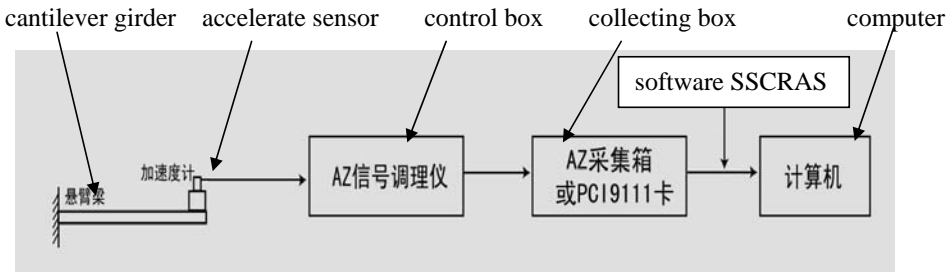 cantilever girder accelerate sensor control box collecting box computer
software SSCRAS
加速度计
悬臂梁
AZ信号调理仪
AZ采集箱
或PCI9111卡
计算机